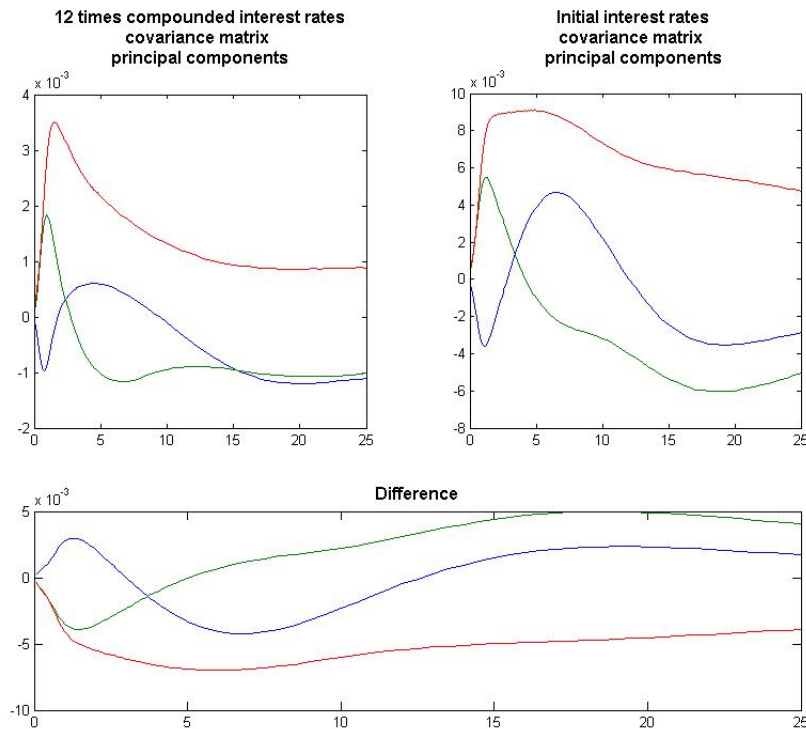 12 times compounded interest rates
covariance matrix
principal components
x 10-3
4
3
2
1
0
-1
-2
0 5 10 15 20 25
Initial interest rates
covariance matrix
principal components
x 10-3
10
8
6
4
2
0
-2
-4
-6
-8
0 5 10 15 20 25
Difference
x 10-3
5
0
-5
-10
0 5 10 15 20 25